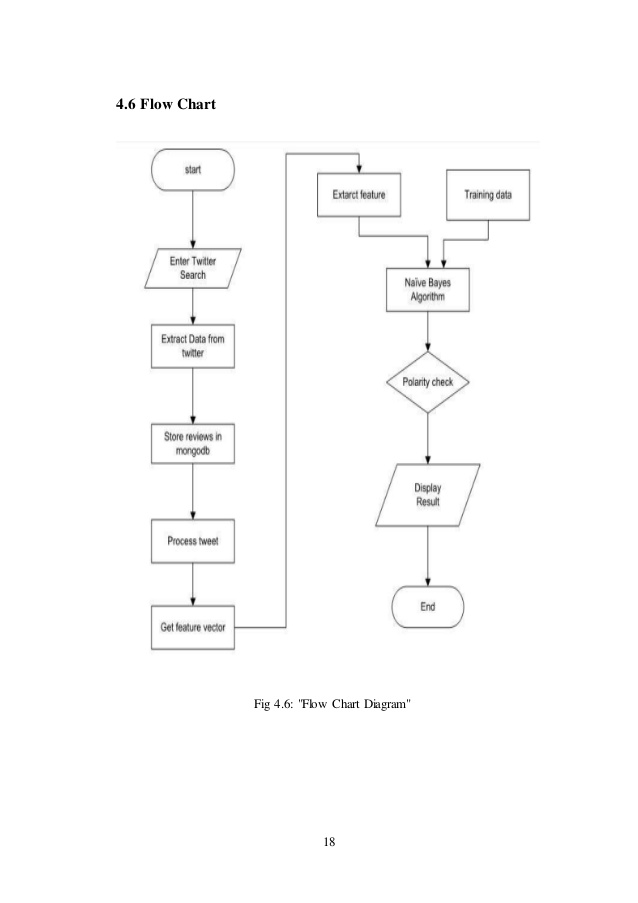 4.6 Flow Chart
start
Enter Twitter
Search
Extract Data from
twitter
Store reviews in
mongodb
Process tweet
Get feature vector
Extarct feature
Training data
Naïve Bayes
Algorithm
Polarity check
Display
Result
End
Fig 4.6: "Flow Chart Diagram"
18